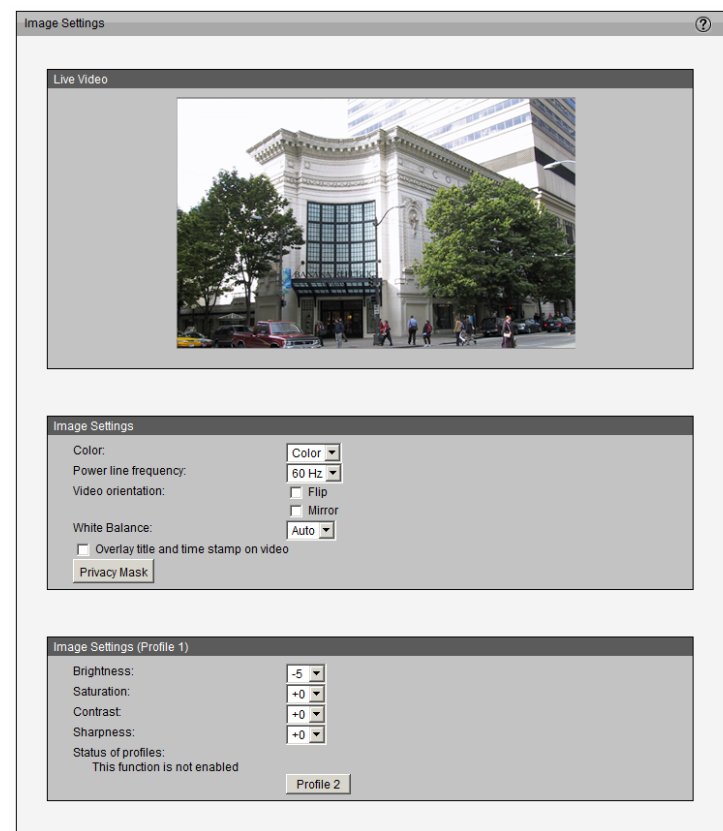 Image Settings
Live Video
Image Settings
Color: Color
Power line frequency: 60 Hz
Video orientation: Flip
Mirror
White Balance: Auto
Overlay title and time stamp on video
Privacy Mask
Image Settings (Profile 1)
Brightness: -5
Saturation: +0
Contrast: +0
Sharpness: +0
Status of profiles:
This function is not enabled
Profile 2